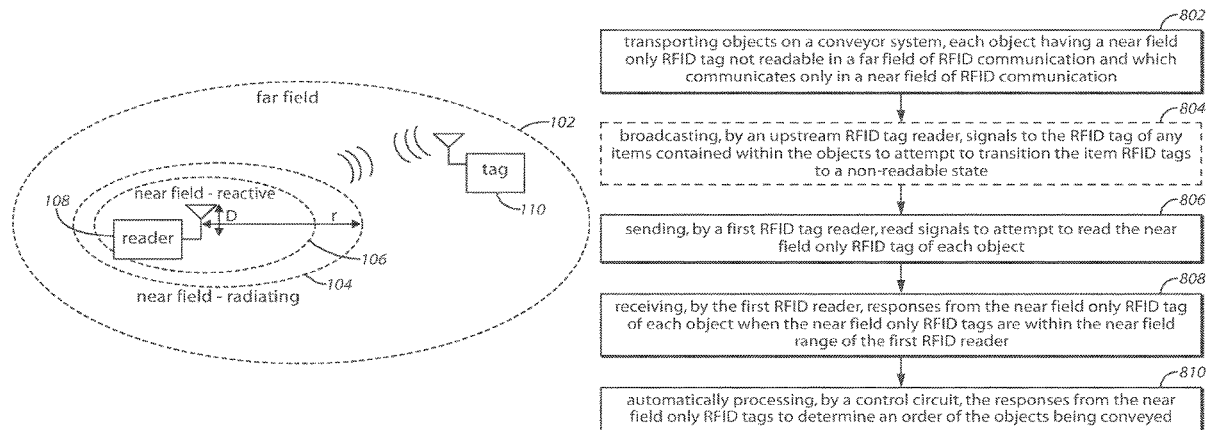 far field
102
tag
110
near field - reactive
108
D
r
reader
106
104
near field - radiating
802
transporting objects on a conveyor system, each object having a near field
only RFID tag not readable in a far field of RFID communication and which
communicates only in a near field of RFID communication
804
broadcasting, by an upstream RFID tag reader, signals to the RFID tag of any
items contained within the objects to attempt to transition the item RFID tags
to a non-readable state
806
sending, by a first RFID tag reader, read signals to attempt to read the near
field only RFID tag of each object
808
receiving, by the first RFID reader, responses from the near field only RFID tag
of each object when the near field only RFID tags are within the near field
range of the first RFID reader
810
automatically processing, by a control circuit, the responses from the near
field only RFID tags to determine an order of the objects being conveyed